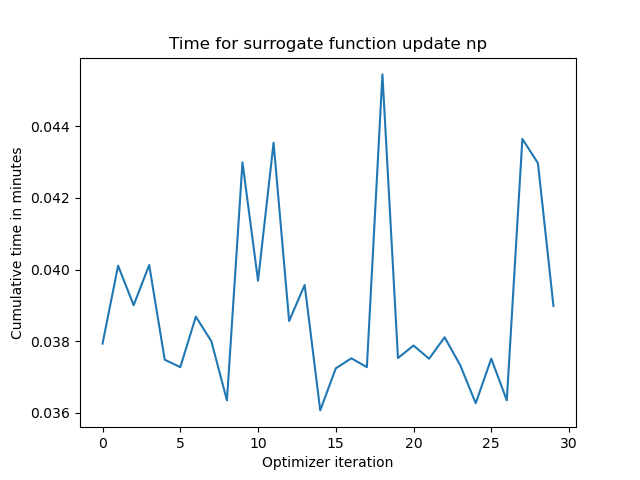 Time for surrogate function update np
Cumulative time in minutes
0.044
0.042
0.040
0.038
0.036
0 5 10 15 20 25 30
Optimizer iteration